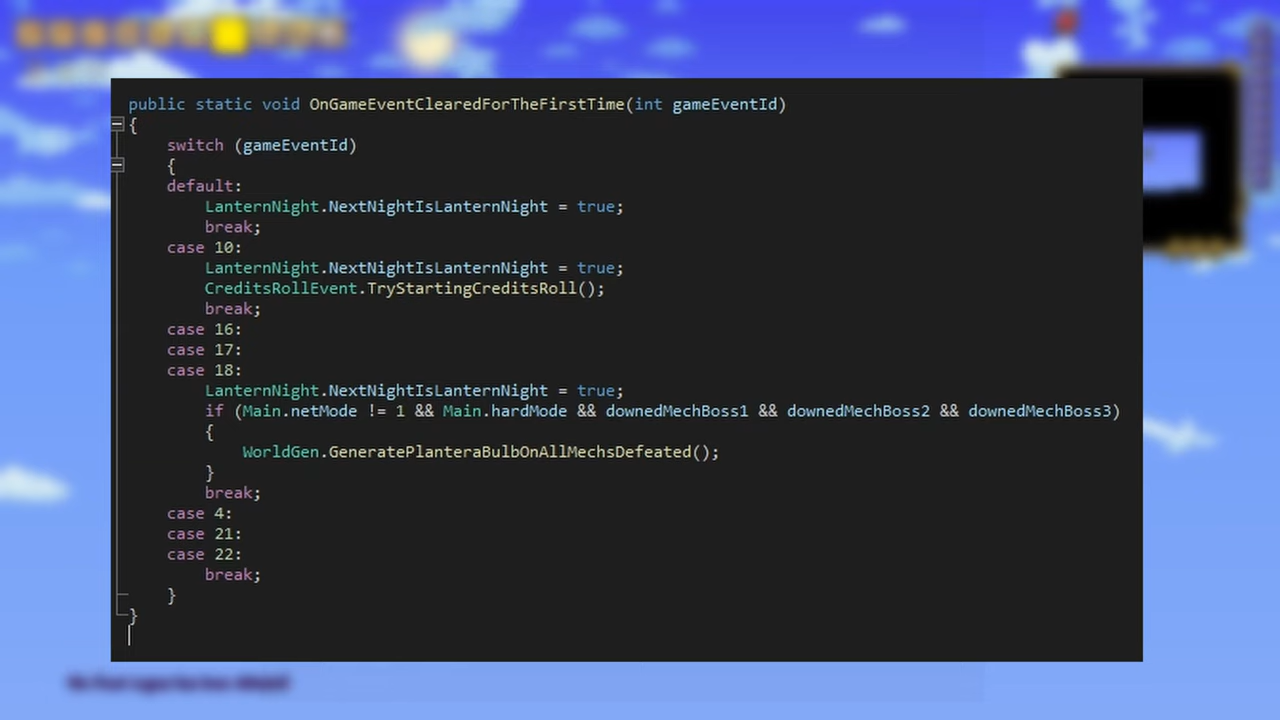 public static void OnGameEventClearedForTheFirstTime(int gameEventId)
{
switch (gameEventId)
{
default:
LanternNight.NextNightIsLanternNight = true;
break;
case 10:
LanternNight.NextNightIsLanternNight = true;
CreditsRollEvent.TryStartingCreditsRoll();
break;
case 16:
case 17:
case 18:
LanternNight.NextNightIsLanternNight = true;
if (Main.netMode != 1 && Main.hardMode && downedMechBoss1 && downedMechBoss2 && downedMechBoss3)
{
WorldGen.GeneratePlanteraBulbOnAllMechsDefeated();
}
break;
case 4:
case 21:
case 22:
break;
}
}